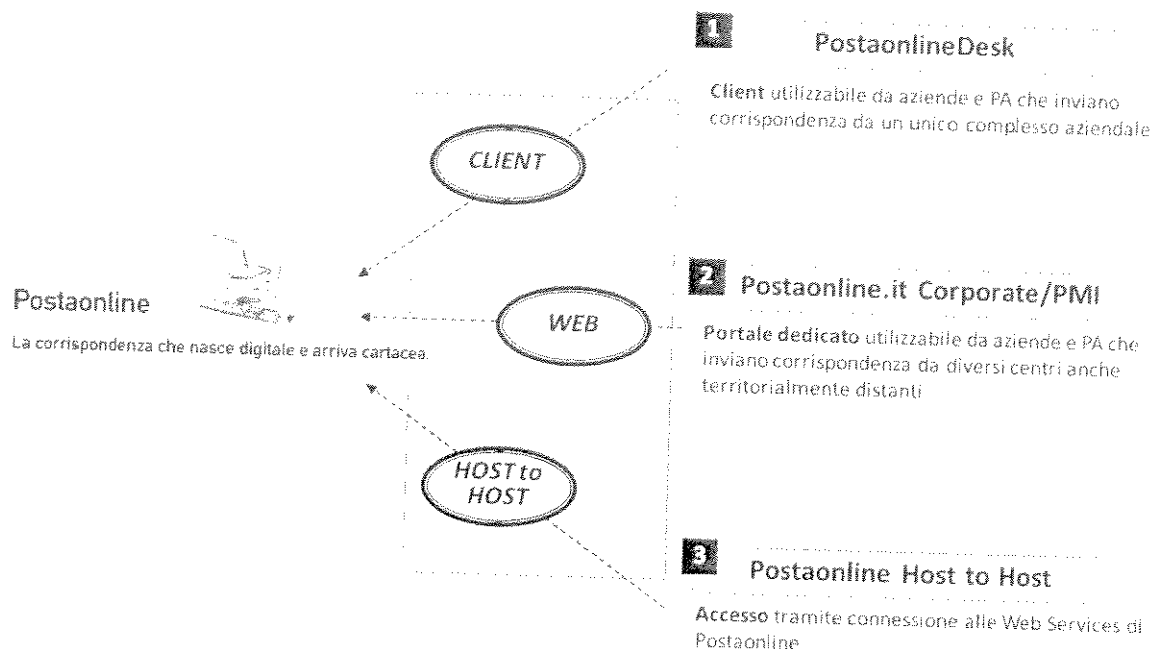 1
PostaonlineDesk
Client utilizzabile da aziende e PA che inviano
corrispondenza da un unico complesso aziendale
CLIENT
2
Postaonline.it Corporate/PMI
Portale dedicato utilizzabile da aziende e PA che
inviano corrispondenza da diversi centri anche
territorialmente distanti
WEB
Postaonline
La corrispondenza che nasce digitale e arriva cartacea.
HOST to
HOST
3
Postaonline Host to Host
Accesso tramite connessione alle Web Services di
Postaonline